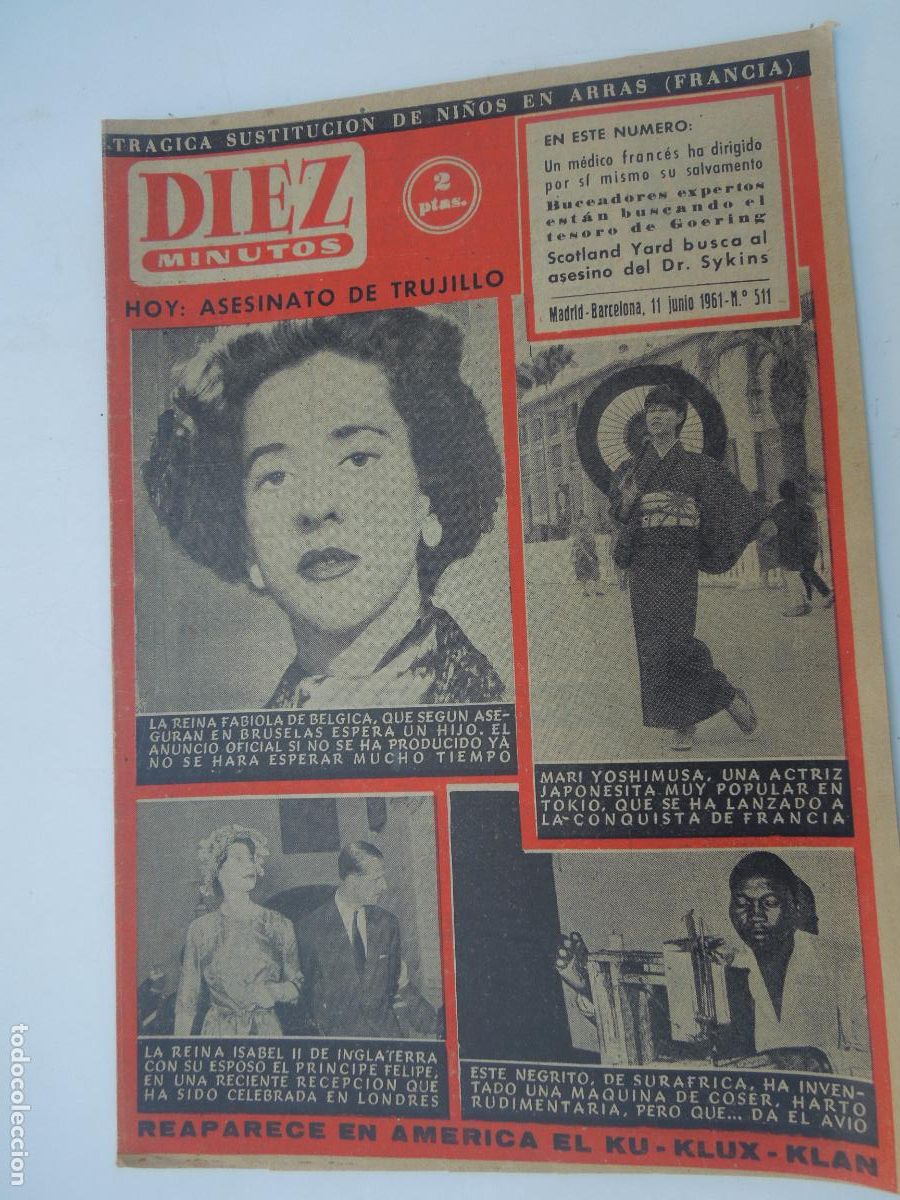 TRAGICA SUSTITUCION DE NIÑOS EN ARRAS (FRANCIA)
DIEZ
MINUTOS
2
ptas.
EN ESTE NUMERO:
Un médico francés ha dirigido
por sí mismo su salvamento
Buceadores expertos
están buscando el
tesoro de Goering
Scotland Yard busca al
asesino del Dr. Sykins
Madrid-Barcelona, 11 junio 1961-N.º 511
HOY: ASESINATO DE TRUJILLO
LA REINA FABIOLA DE BELGICA, QUE SEGUN ASE-
GURAN EN BRUSELAS ESPERA UN HIJO. EL
ANUNCIO OFICIAL SI NO SE HA PRODUCIDO YA
NO SE HARA ESPERAR MUCHO TIEMPO
MARI YOSHIMUSA, UNA ACTRIZ
JAPONESITA MUY POPULAR EN
TOKIO, QUE SE HA LANZADO A
LA CONQUISTA DE FRANCIA
LA REINA ISABEL II DE INGLATERRA
CON SU ESPOSO EL PRINCIPE FELIPE,
EN UNA RECIENTE RECEPCION QUE
HA SIDO CELEBRADA EN LONDRES
ESTE NEGRITO, DE SURAFRICA, HA INVEN-
TADO UNA MAQUINA DE COSER, HARTO
RUDIMENTARIA, PERO QUE... DA EL AVIO
REAPARECE EN AMERICA EL KU-KLUX-KLAN
todocoleccion